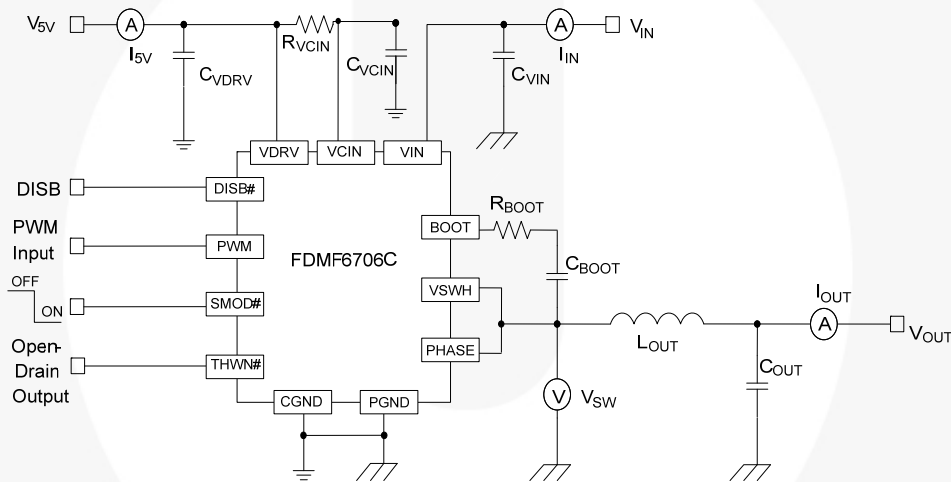 V5V
A
I5V
CVDRV
RVCIN
CVCIN
CVIN
A
IIN
VIN
VDRV
VCIN
VIN
DISB
DISB#
PWM
Input
PWM
OFF
ON
SMOD#
Open-
Drain
Output
THWN#
FDMF6706C
BOOT
RBOOT
CBOOT
VSWH
PHASE
CGND
PGND
LOUT
V
VSW
COUT
IOUT
A
VOUT